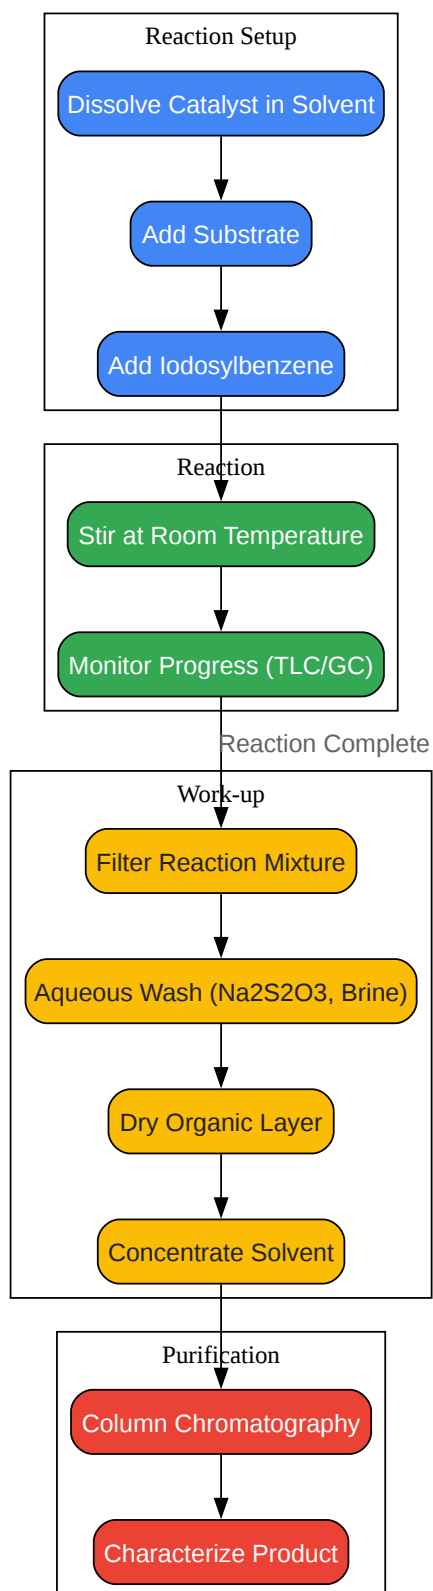 Reaction Setup
Dissolve Catalyst in Solvent
Add Substrate
Add Iodosylbenzene
Reaction
Stir at Room Temperature
Monitor Progress (TLC/GC)
Reaction Complete
Work-up
Filter Reaction Mixture
Aqueous Wash (Na2S2O3, Brine)
Dry Organic Layer
Concentrate Solvent
Purification
Column Chromatography
Characterize Product